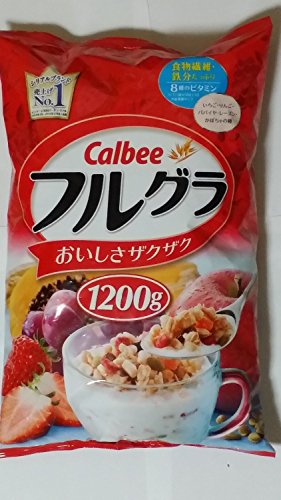 シリアルブランド
売上げ
No.1
食物繊維・
鉄分たっぷり
8種のビタミン
いちご・りんご・
パパイヤ・レーズン・
かぼちゃの種
Calbee
フルグラ
おいしさザクザク
1200g